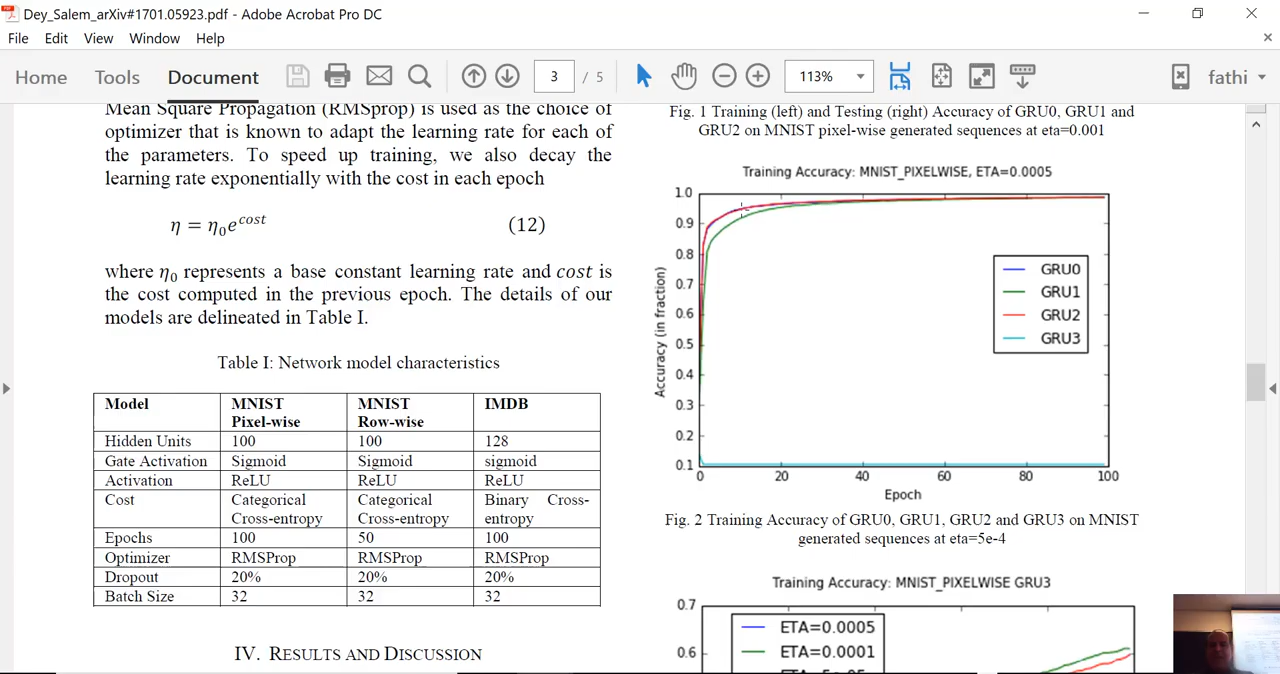 Dey_Salem_arXiv#1701.05923.pdf - Adobe Acrobat Pro DC
File Edit View Window Help
Home Tools Document 3 / 5 113% fathi
Mean Square Propagation (RMSprop) is used as the choice of
optimizer that is known to adapt the learning rate for each of
the parameters. To speed up training, we also decay the
learning rate exponentially with the cost in each epoch
η = η₀e^cost (12)
where η₀ represents a base constant learning rate and cost is
the cost computed in the previous epoch. The details of our
models are delineated in Table I.
Table I: Network model characteristics
Model MNIST Pixel-wise MNIST Row-wise IMDB
Hidden Units 100 100 128
Gate Activation Sigmoid Sigmoid sigmoid
Activation ReLU ReLU ReLU
Cost Categorical Cross-entropy Categorical Cross-entropy Binary Cross-entropy
Epochs 100 50 100
Optimizer RMSProp RMSProp RMSProp
Dropout 20% 20% 20%
Batch Size 32 32 32
IV. RESULTS AND DISCUSSION
Fig. 1 Training (left) and Testing (right) Accuracy of GRU0, GRU1 and
GRU2 on MNIST pixel-wise generated sequences at eta=0.001
Training Accuracy: MNIST_PIXELWISE, ETA=0.0005
Accuracy (in fraction)
1.0
0.9
0.8
0.7
0.6
0.5
0.4
0.3
0.2
0.1
GRU0
GRU1
GRU2
GRU3
0 20 40 60 80 100
Epoch
Fig. 2 Training Accuracy of GRU0, GRU1, GRU2 and GRU3 on MNIST
generated sequences at eta=5e-4
Training Accuracy: MNIST_PIXELWISE GRU3
0.7
0.6
ETA=0.0005
ETA=0.0001